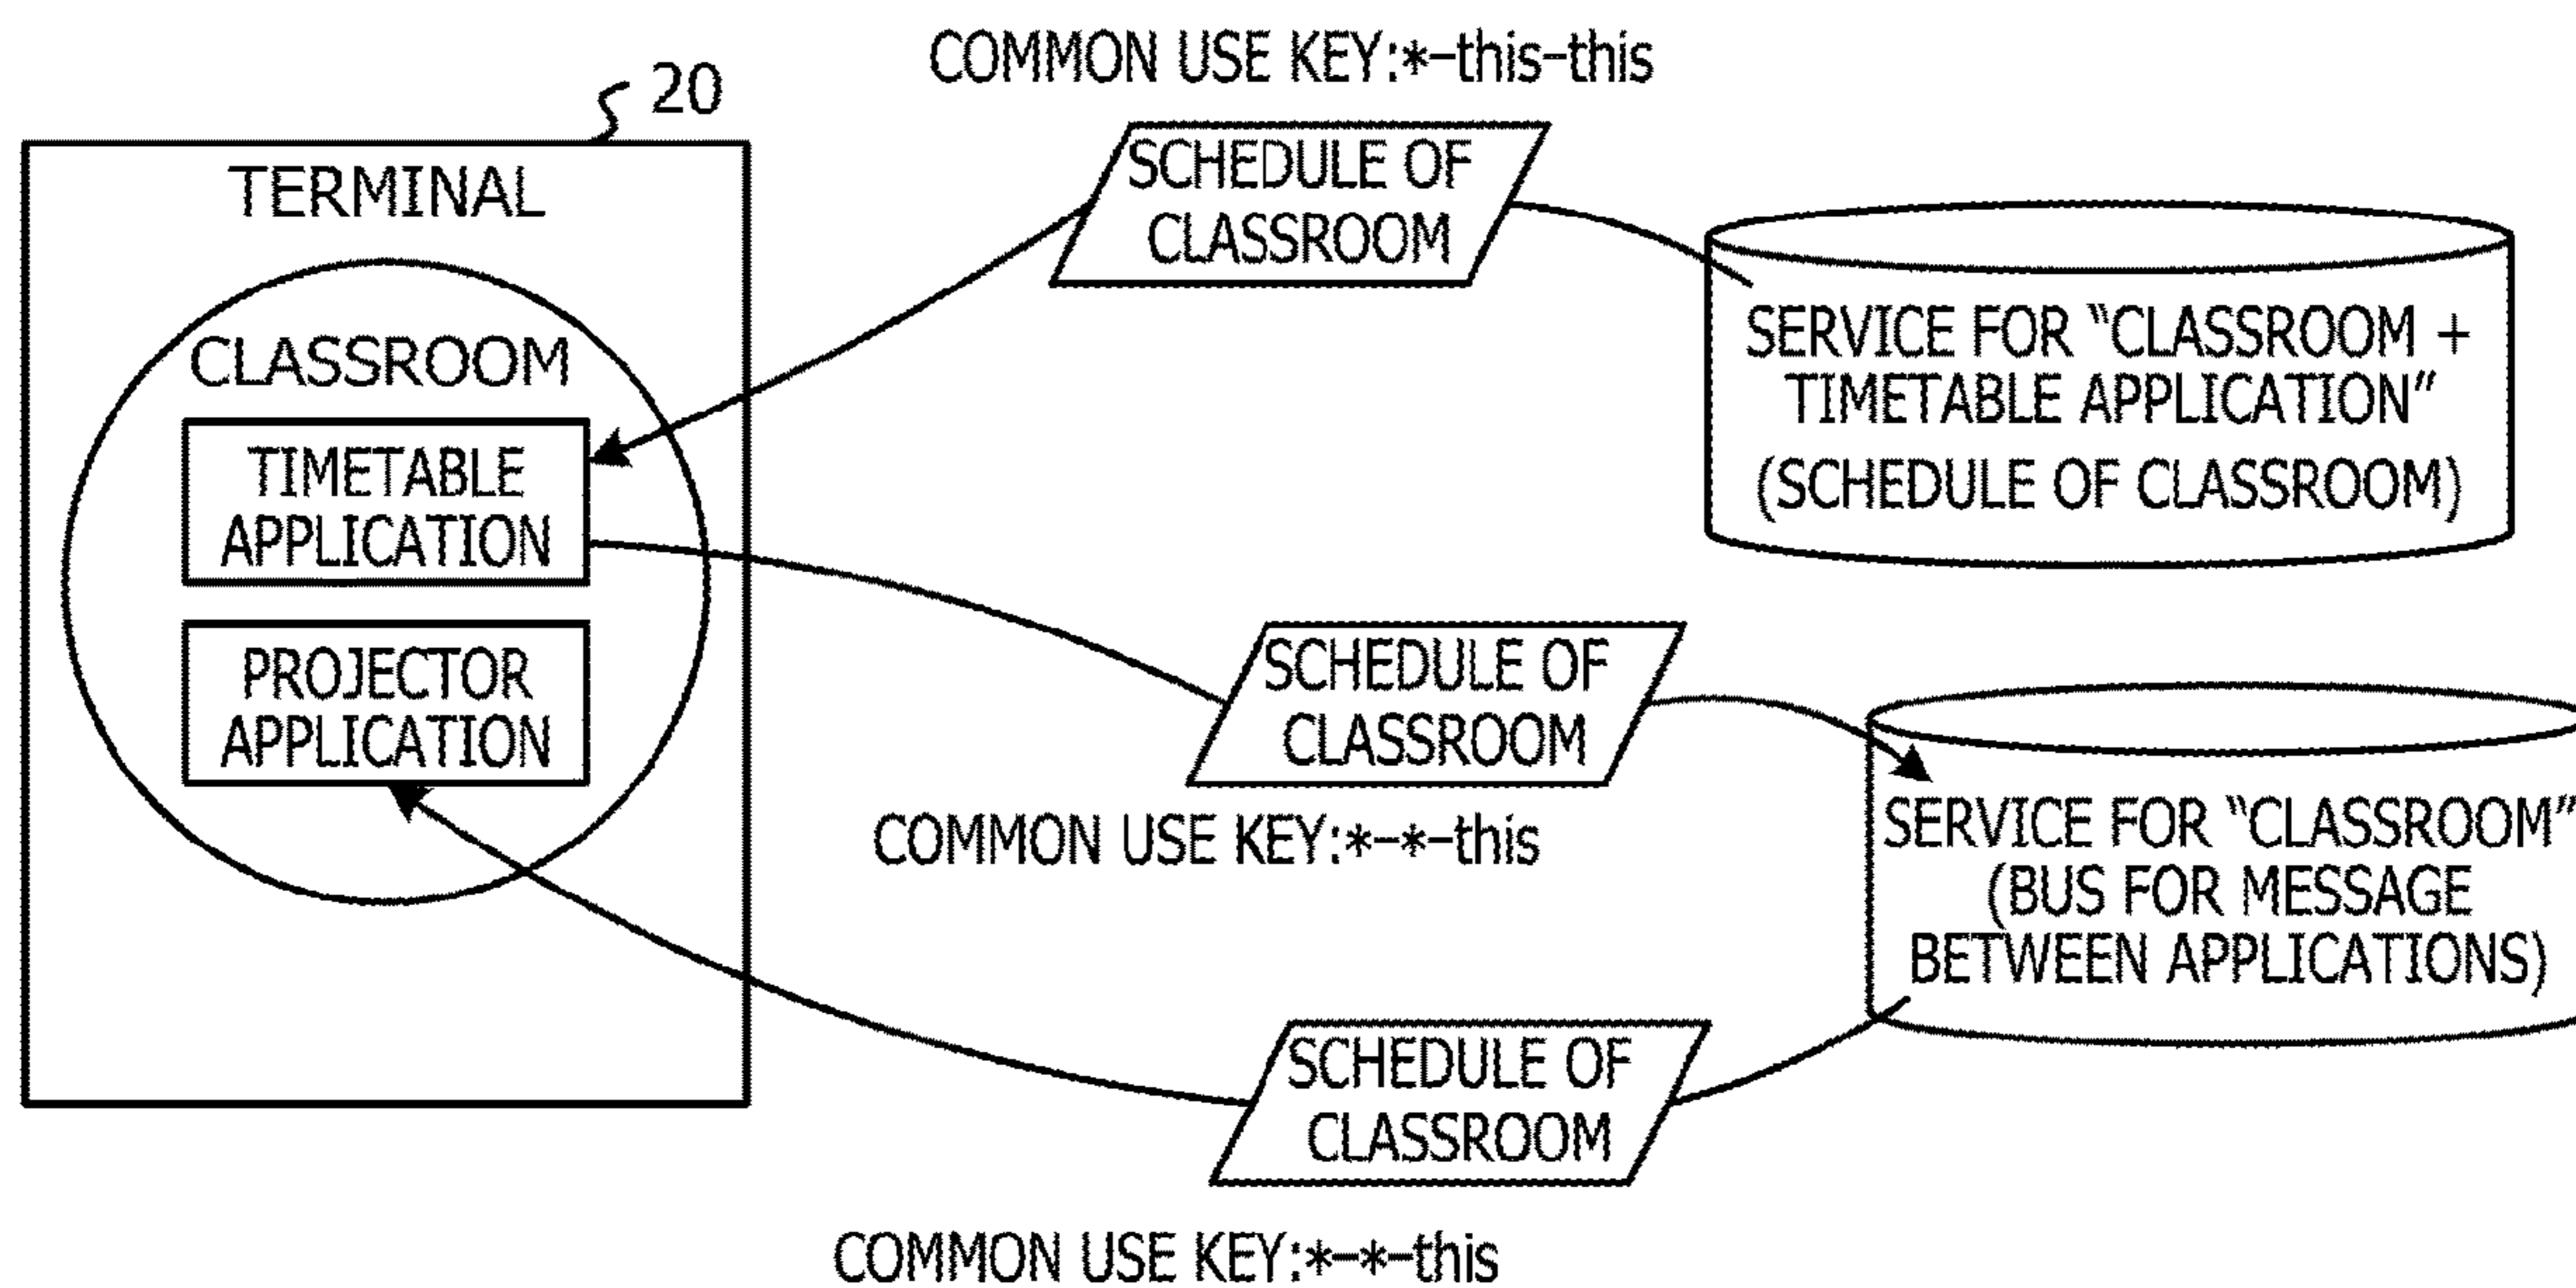 COMMON USE KEY:*-this-this
20
TERMINAL
SCHEDULE OF
CLASSROOM
CLASSROOM
TIMETABLE
APPLICATION
SERVICE FOR “CLASSROOM +
TIMETABLE APPLICATION”
(SCHEDULE OF CLASSROOM)
PROJECTOR
APPLICATION
SCHEDULE OF
CLASSROOM
COMMON USE KEY:*-*-this
SERVICE FOR “CLASSROOM”
(BUS FOR MESSAGE
BETWEEN APPLICATIONS)
SCHEDULE OF
CLASSROOM
COMMON USE KEY:*-*-this